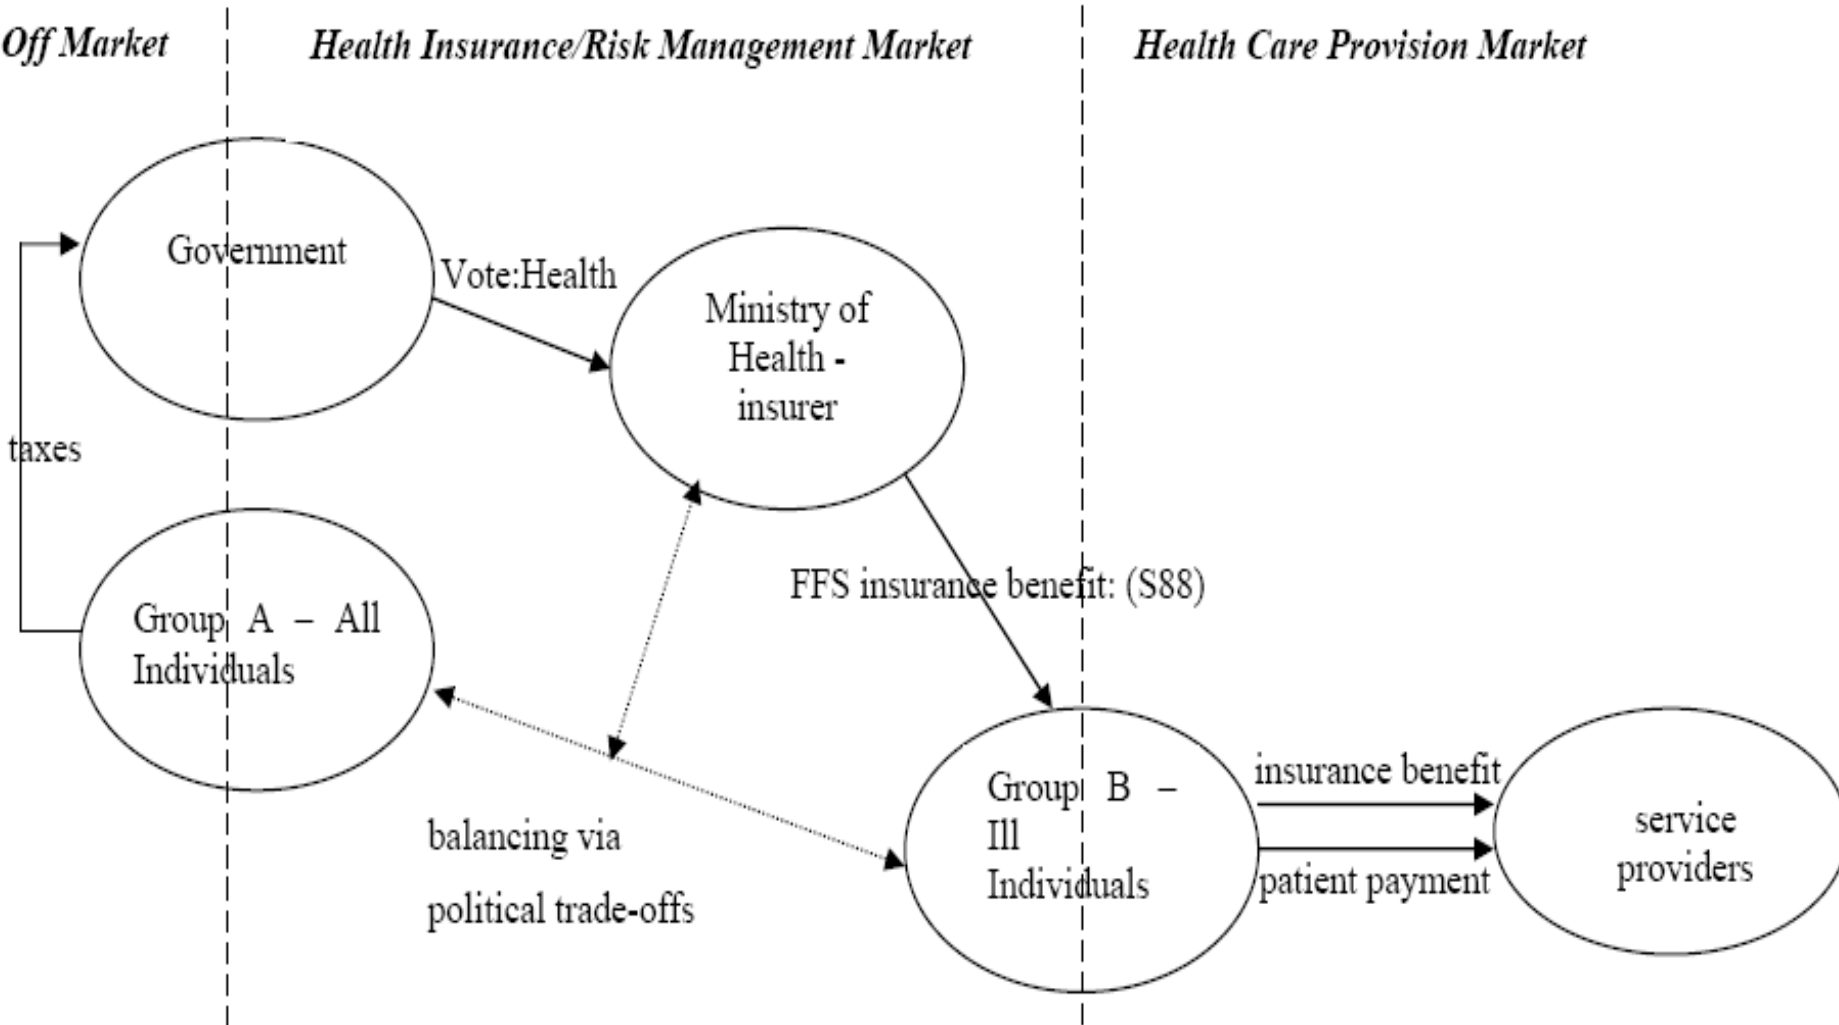 Off Market
Health Insurance/Risk Management Market
Health Care Provision Market
Government
Vote:Health
Ministry of
Health -
insurer
taxes
FFS insurance benefit: (S88)
Group A – All
Individuals
balancing via
political trade-offs
Group B –
Ill
Individuals
insurance benefit
patient payment
service
providers